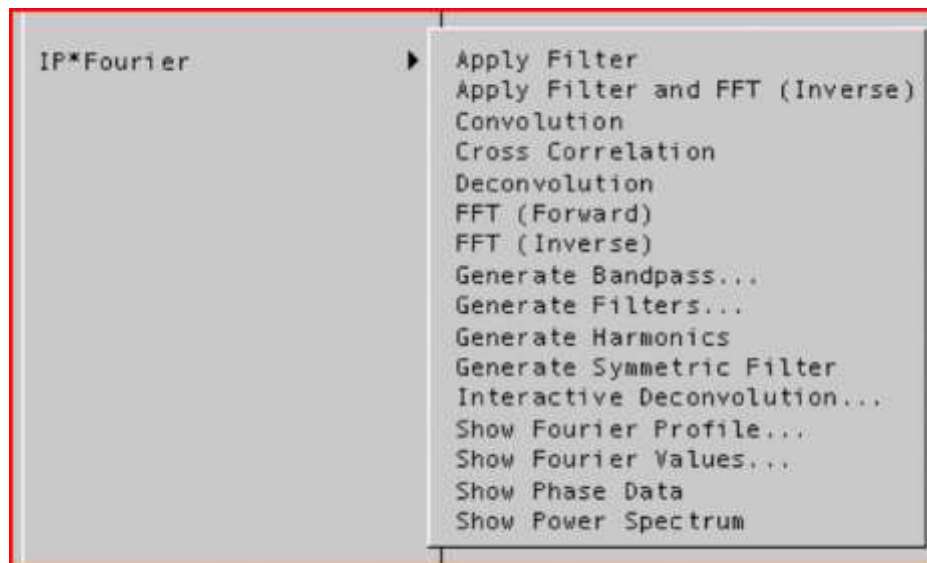 IP*Fourier
Apply Filter
Apply Filter and FFT (Inverse)
Convolution
Cross Correlation
Deconvolution
FFT (Forward)
FFT (Inverse)
Generate Bandpass...
Generate Filters...
Generate Harmonics
Generate Symmetric Filter
Interactive Deconvolution...
Show Fourier Profile...
Show Fourier Values...
Show Phase Data
Show Power Spectrum